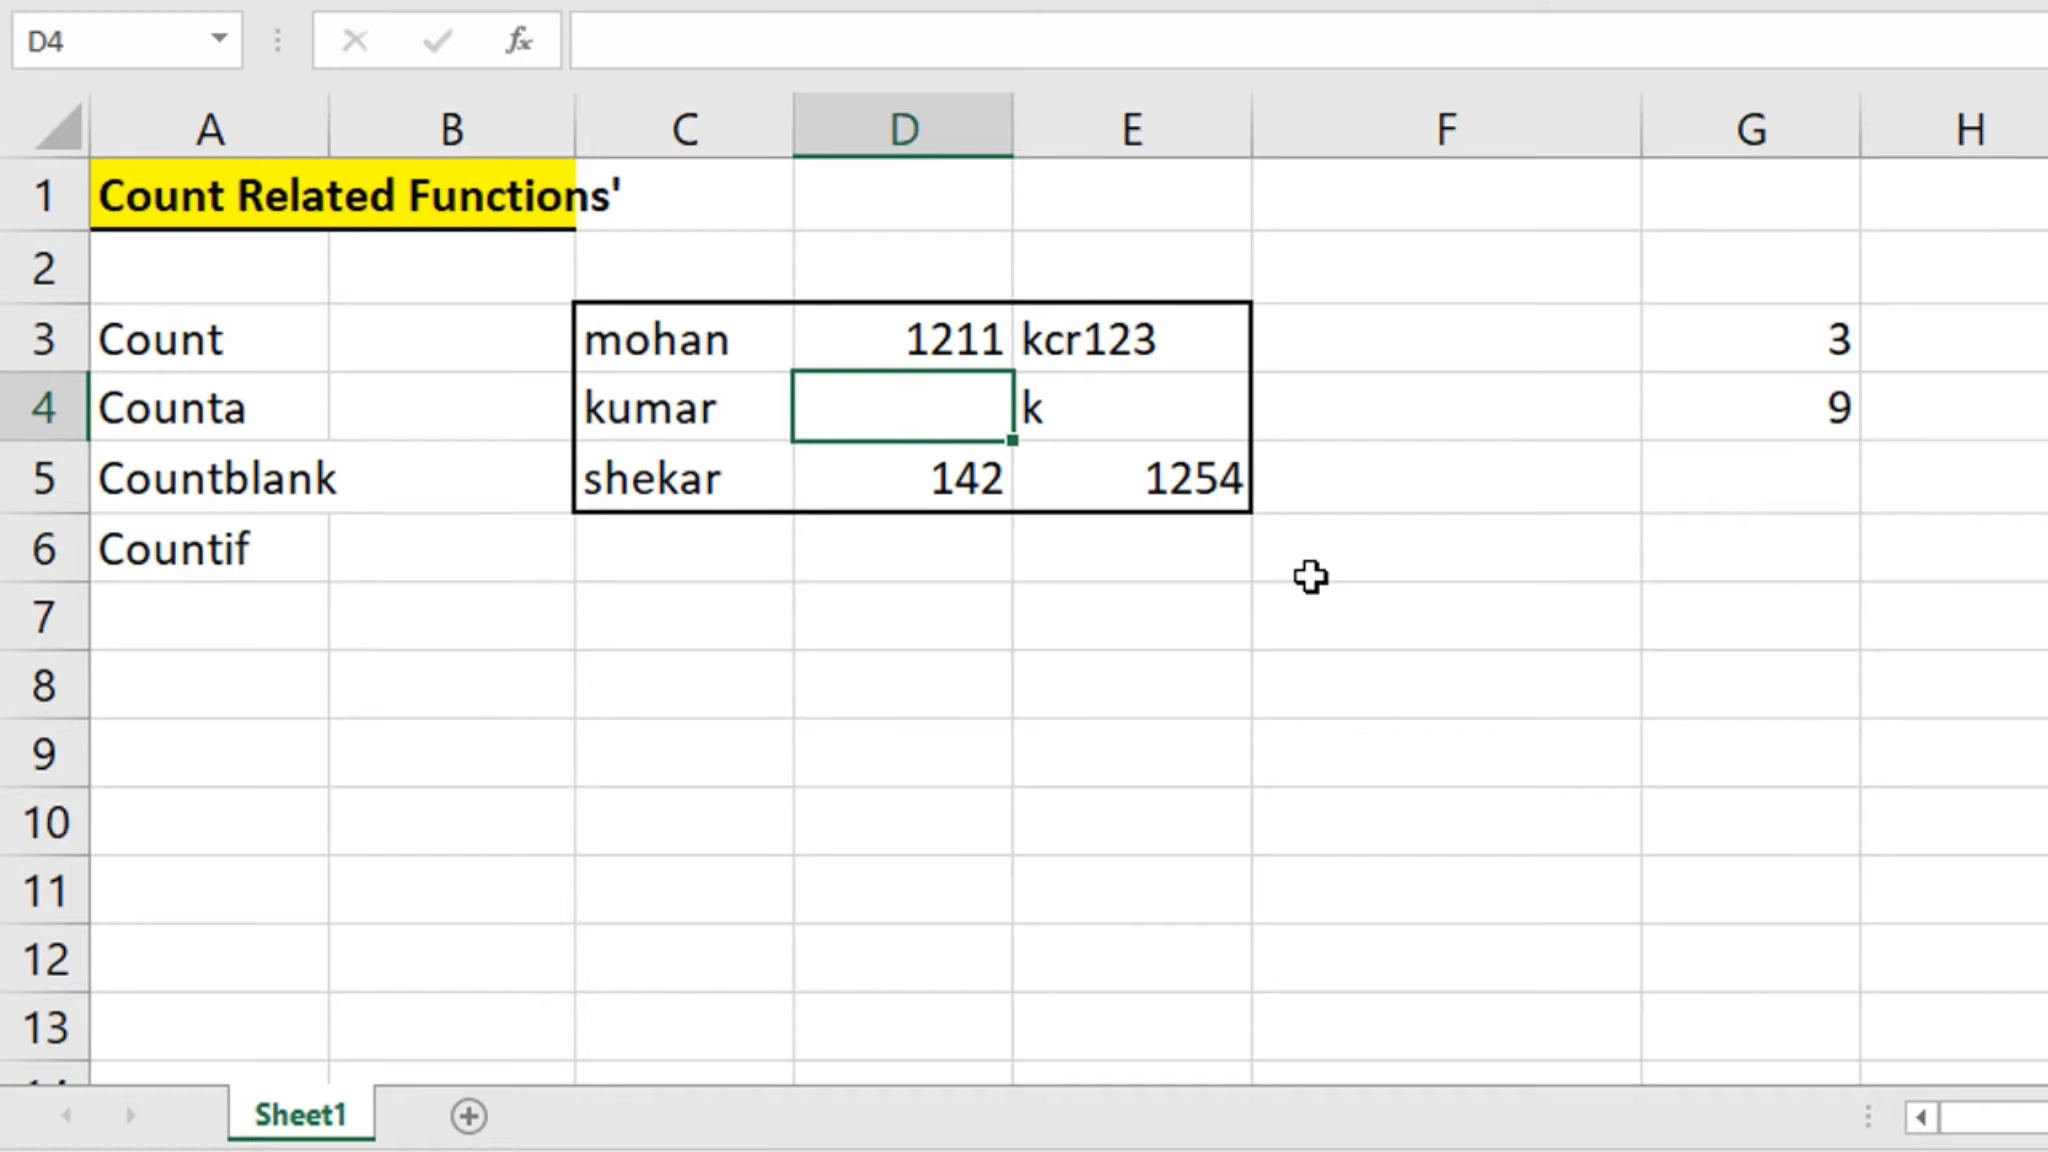 D4 fx
A B C D E F G H
1 Count Related Functions'
2
3 Count mohan 1211 kcr123 3
4 Counta kumar k 9
5 Countblank shekar 142 1254
6 Countif
7
8
9
10
11
12
13
Sheet1